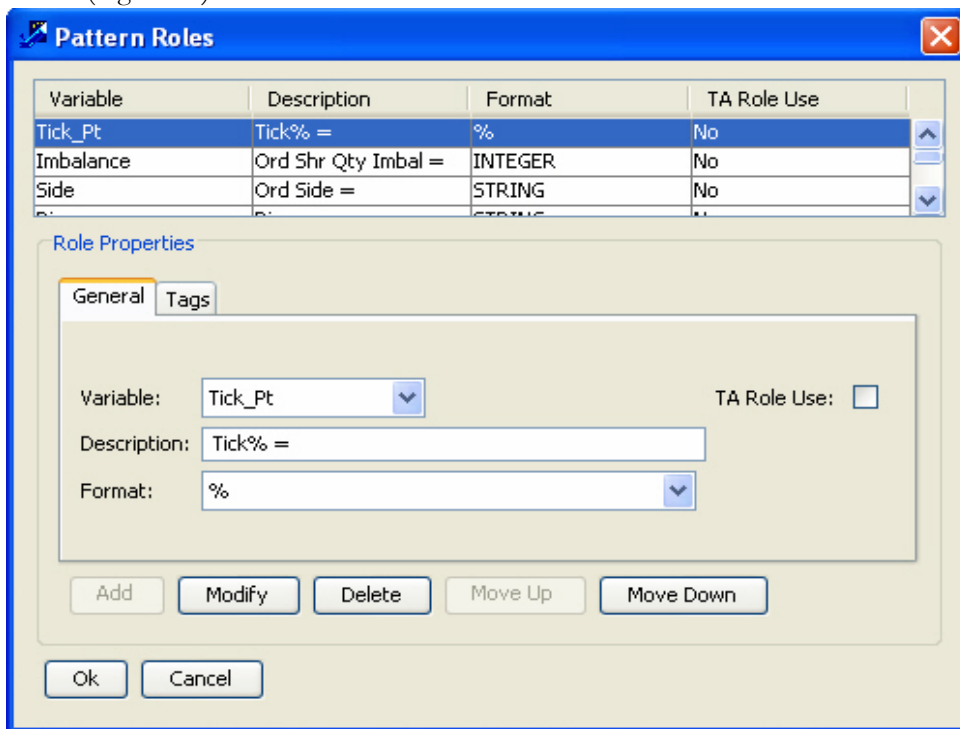 Pattern Roles
Variable Description Format TA Role Use
Tick_Pt Tick% = % No
Imbalance Ord Shr Qty Imbal = INTEGER No
Side Ord Side = STRING No
Role Properties
General Tags
Variable: Tick_Pt TA Role Use:
Description: Tick% =
Format: %
Add Modify Delete Move Up Move Down
Ok Cancel